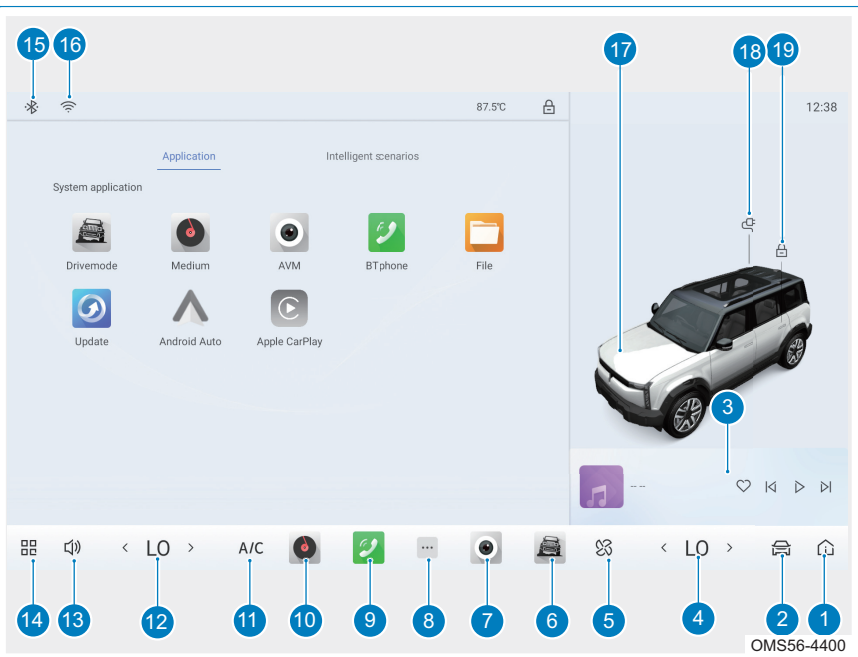 15 16 17 18 19
87.5℃ 12:38
Application Intelligent scenarios
System application
Drivemode Medium AVM BTphone File
Update Android Auto Apple CarPlay
3
-- --
< LO > A/C < LO >
14 13 12 11 10 9 8 7 6 5 4 2 1
OMS56-4400